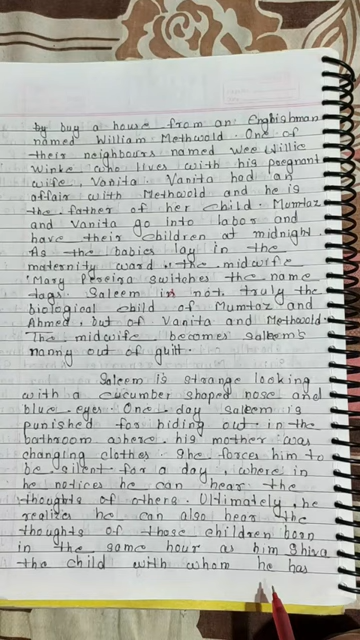 by buy a house from an Englishman
named William Methwold. One of
their neighbours named Wee Willie
Winke who lives with his pregnant
wife, Vanita. Vanita had an
affair with Methwold and he is
the father of her child. Mumtaz
and Vanita go into labor and
have their children at midnight.
As the babies lay in the
maternity ward, the midwife
Mary Pereira switches the name
tags. Saleem is not truly the
biological child of Mumtaz and
Ahmed, but of Vanita and Methwold.
The midwife becomes Saleem's
nanny out of guilt.
Saleem is strange looking
with a cucumber shaped nose and
blue eyes. One day Saleem is
punished for hiding out in the
bathroom where his mother was
changing clothes. She forces him to
be silent for a day, where in
he notices he can hear the
thoughts of others. Ultimately, he
realizes he can also hear the
thoughts of those children born
in the same hour as him Shiva
the child with whom he has